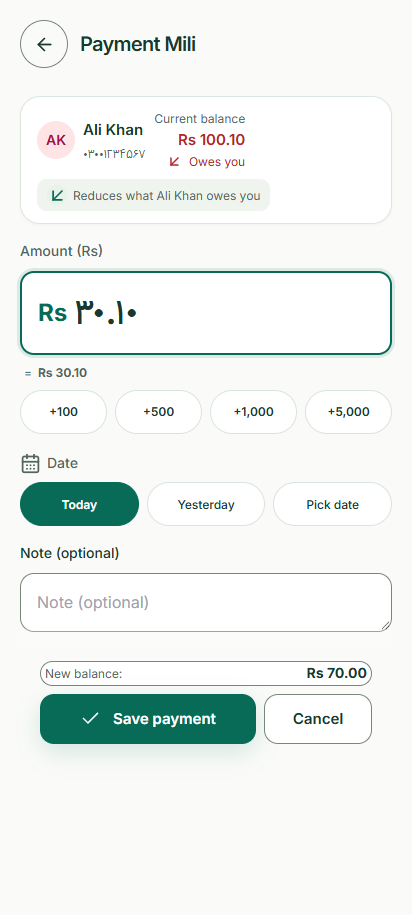 Payment Mili
AK
Ali Khan
۰۳۰۰۱۲۳۴۵۶۷
Current balance
Rs 100.10
Owes you
Reduces what Ali Khan owes you
Amount (Rs)
Rs ۳۰.۱۰
= Rs 30.10
+100
+500
+1,000
+5,000
Date
Today
Yesterday
Pick date
Note (optional)
Note (optional)
New balance:
Rs 70.00
Save payment
Cancel